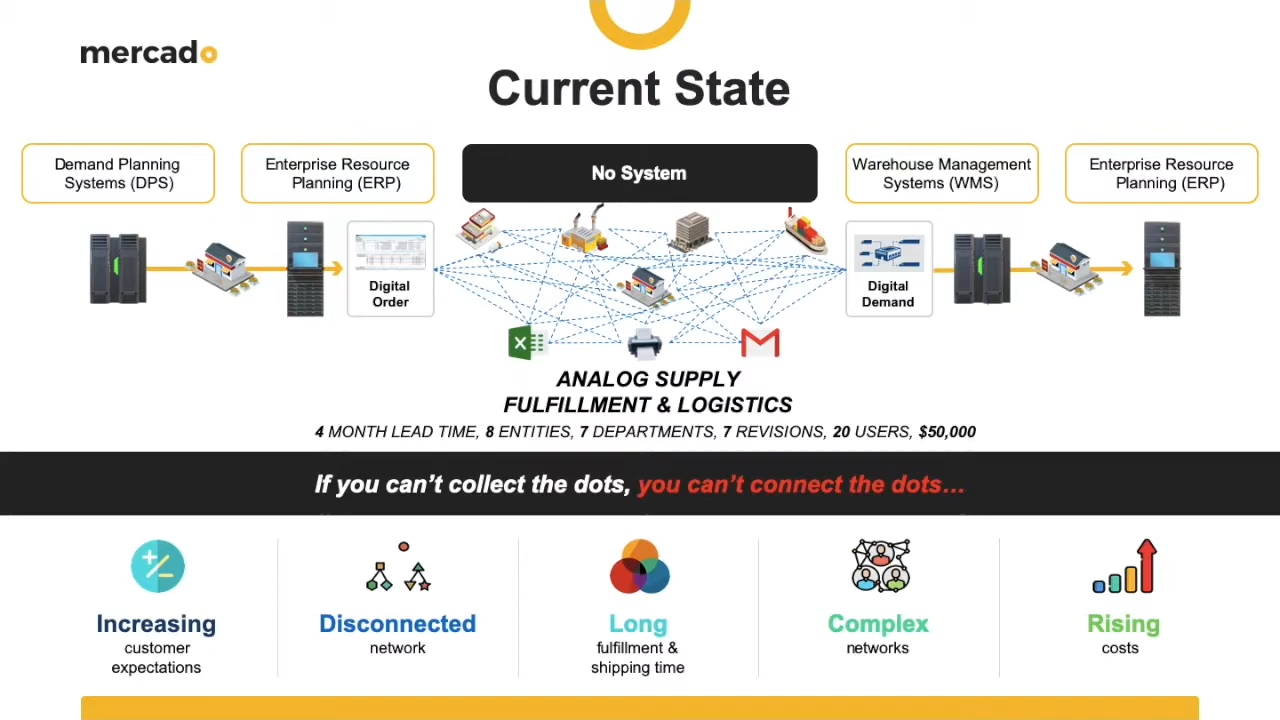 mercado
Current State
Demand Planning
Systems (DPS)
Enterprise Resource
Planning (ERP)
No System
Warehouse Management
Systems (WMS)
Enterprise Resource
Planning (ERP)
Digital
Order
Digital
Demand
ANALOG SUPPLY
FULFILLMENT & LOGISTICS
4 MONTH LEAD TIME, 8 ENTITIES, 7 DEPARTMENTS, 7 REVISIONS, 20 USERS, $50,000
If you can’t collect the dots, you can’t connect the dots…
Increasing
customer
expectations
Disconnected
network
Long
fulfillment &
shipping time
Complex
networks
Rising
costs